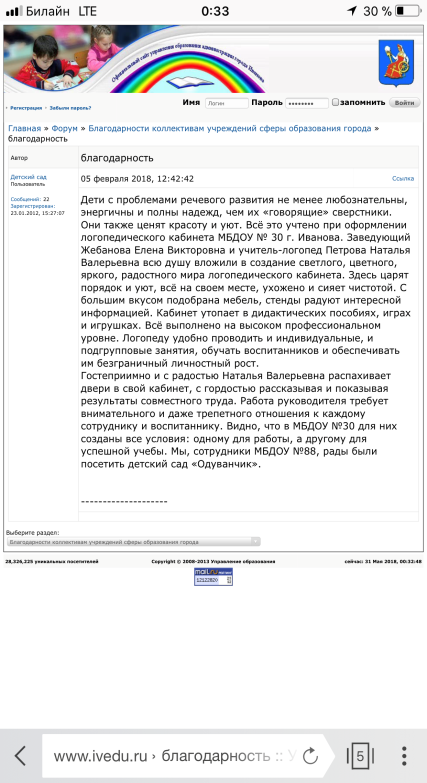 Билайн LTE 0:33 30 %
Официальный сайт управления образования администрации города Иванова
Регистрация • Забыли пароль? Имя Логин Пароль •••••••• запомнить Войти
Главная » Форум » Благодарности коллективам учреждений сферы образования города »
благодарность
Автор благодарность
Детский сад 05 февраля 2018, 12:42:42 Ссылка
Пользователь
Сообщений: 22
Зарегистрирован:
23.01.2012, 15:27:07
Дети с проблемами речевого развития не менее любознательны,
энергичны и полны надежд, чем их «говорящие» сверстники.
Они также ценят красоту и уют. Всё это учтено при оформлении
логопедического кабинета МБДОУ № 30 г. Иванова. Заведующий
Жебанова Елена Викторовна и учитель-логопед Петрова Наталья
Валерьевна всю душу вложили в создание светлого, цветного,
яркого, радостного мира логопедического кабинета. Здесь царят
порядок и уют, всё на своем месте, ухожено и сияет чистотой. С
большим вкусом подобрана мебель, стенды радуют интересной
информацией. Кабинет утопает в дидактических пособиях, играх
и игрушках. Всё выполнено на высоком профессиональном
уровне. Логопеду удобно проводить и индивидуальные, и
подгрупповые занятия, обучать воспитанников и обеспечивать
им безграничный личностный рост.
Гостеприимно и с радостью Наталья Валерьевна распахивает
двери в свой кабинет, с гордостью рассказывая и показывая
результаты совместного труда. Работа руководителя требует
внимательного и даже трепетного отношения к каждому
сотруднику и воспитаннику. Видно, что в МБДОУ №30 для них
созданы все условия: одному для работы, а другому для
успешной учебы. Мы, сотрудники МБДОУ №88, рады были
посетить детский сад «Одуванчик».
--------------------
Выберите раздел:
Благодарности коллективам учреждений сферы образования города
28,326,225 уникальных посетителей Copyright © 2008-2013 Управление образования сейчас: 31 Мая 2018, 00:32:48
mail.ru
12122820
www.ivedu.ru › благодарность :: У 5